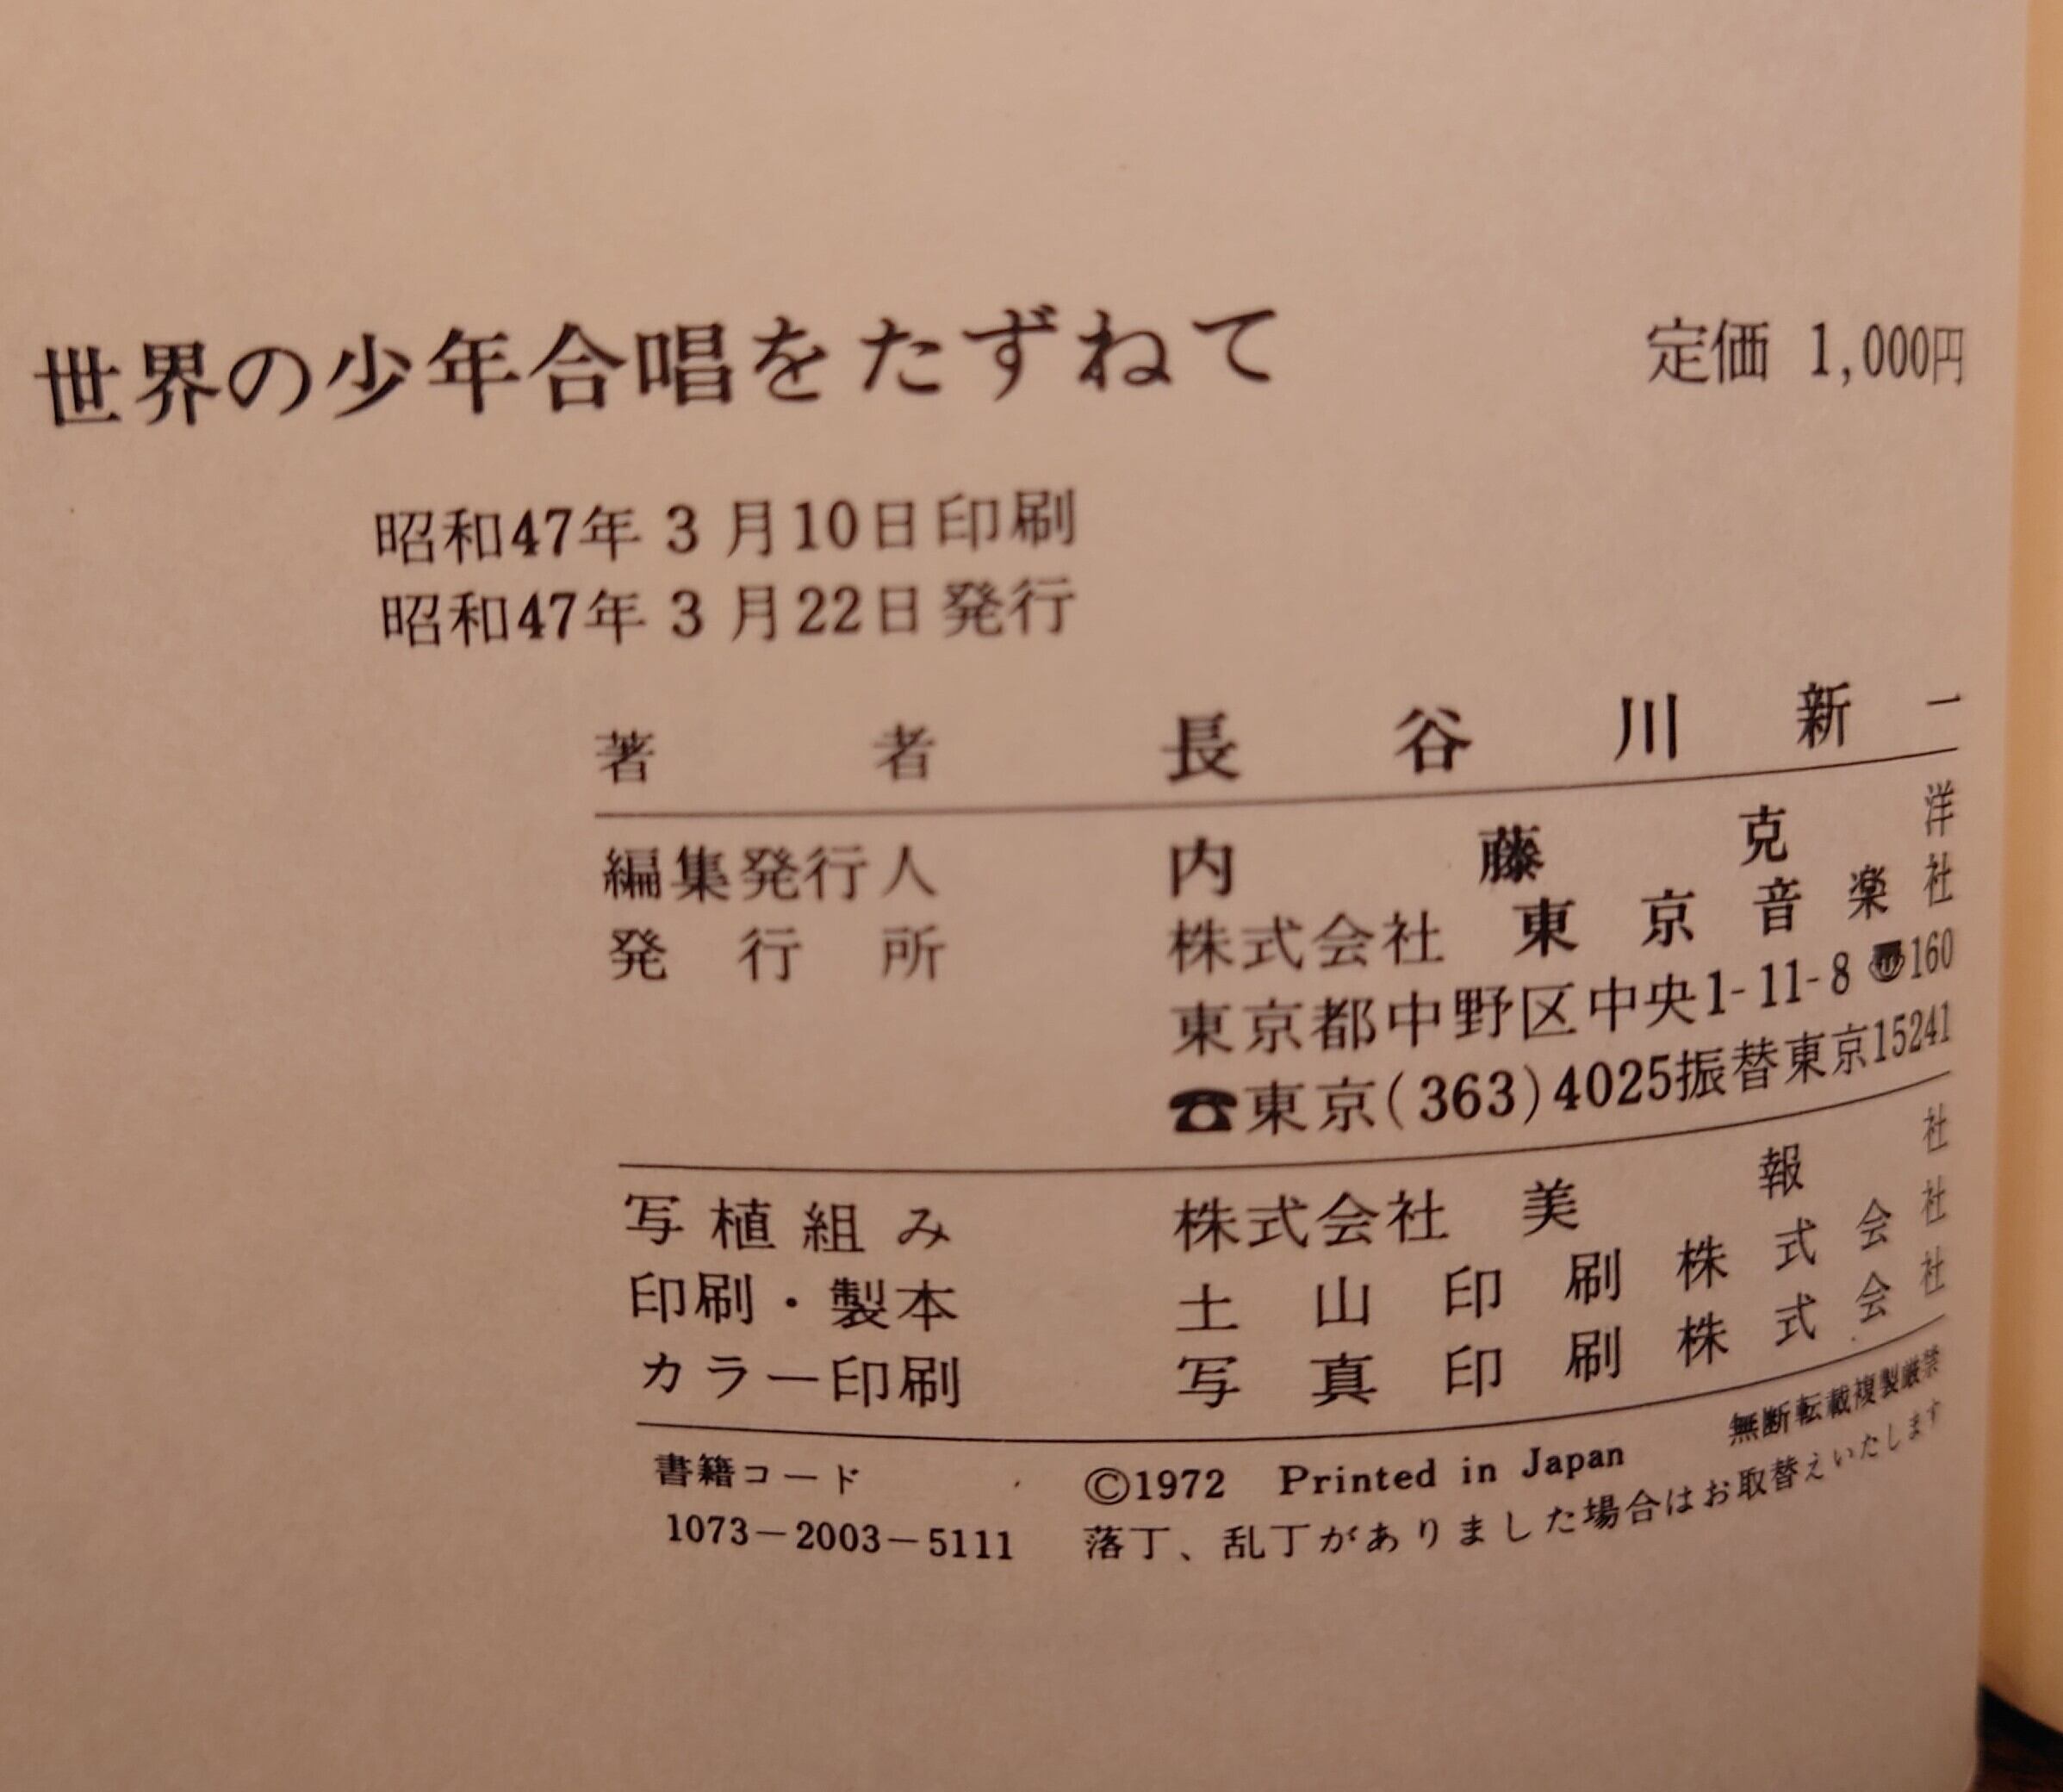 世界の少年合唱をたずねて 定価 1,000円
昭和47年3月10日印刷
昭和47年3月22日発行
著者 長谷川新一
編集発行人 内藤克洋
発行所 株式会社 東京音楽社
東京都中野区中央1-11-8 〠160
☎東京(363)4025振替東京15241
写植組み 株式会社 美報社
印刷・製本 土山印刷株式会社
カラー印刷 写真印刷株式会社
書籍コード ©1972 Printed in Japan 無断転載複製厳禁
1073-2003-5111 落丁、乱丁がありました場合はお取替えいたします